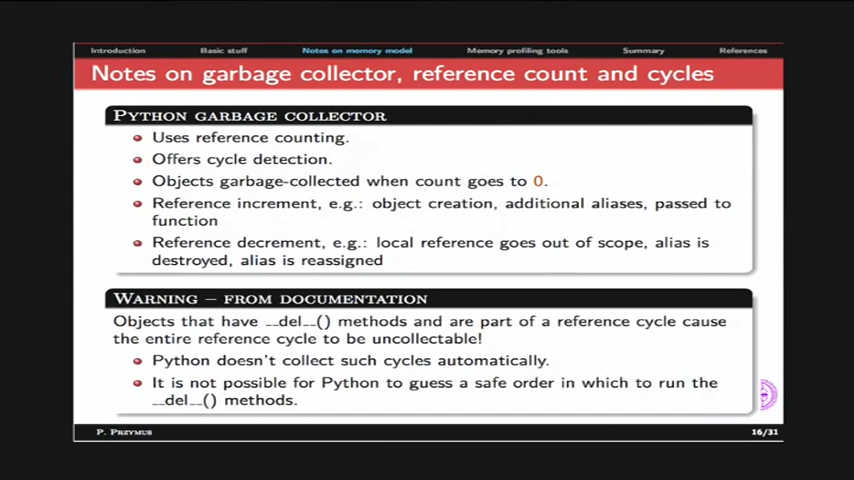 Introduction Basic stuff Notes on memory model Memory profiling tools Summary References
Notes on garbage collector, reference count and cycles
PYTHON GARBAGE COLLECTOR
Uses reference counting.
Offers cycle detection.
Objects garbage-collected when count goes to 0.
Reference increment, e.g.: object creation, additional aliases, passed to
function
Reference decrement, e.g.: local reference goes out of scope, alias is
destroyed, alias is reassigned
WARNING – FROM DOCUMENTATION
Objects that have __del__() methods and are part of a reference cycle cause
the entire reference cycle to be uncollectable!
Python doesn't collect such cycles automatically.
It is not possible for Python to guess a safe order in which to run the
__del__() methods.
P. PRZYMUS 16/31